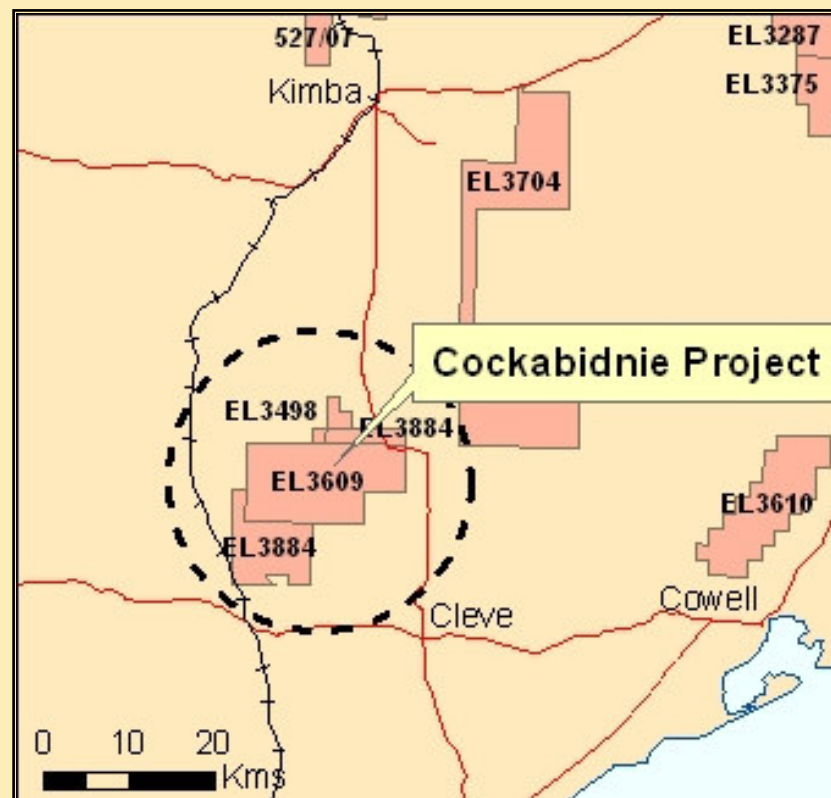 527/07
EL3287
Kimba
EL3375
EL3704
Cockabidnie Project
EL3498
EL3884
EL3609
EL3610
EL3884
Cowell
Cleve
0 10 20
Kms